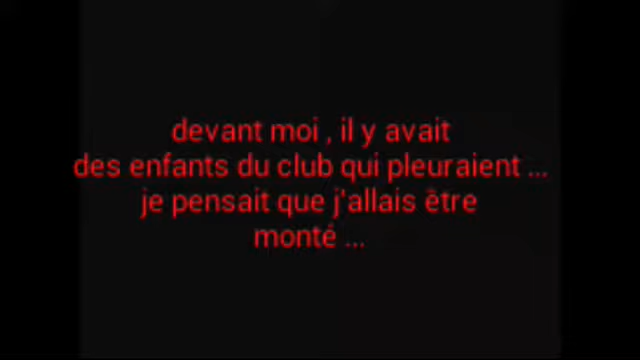 devant moi , il y avait
des enfants du club qui pleuraient ...
je pensait que j'allais être
monté ...